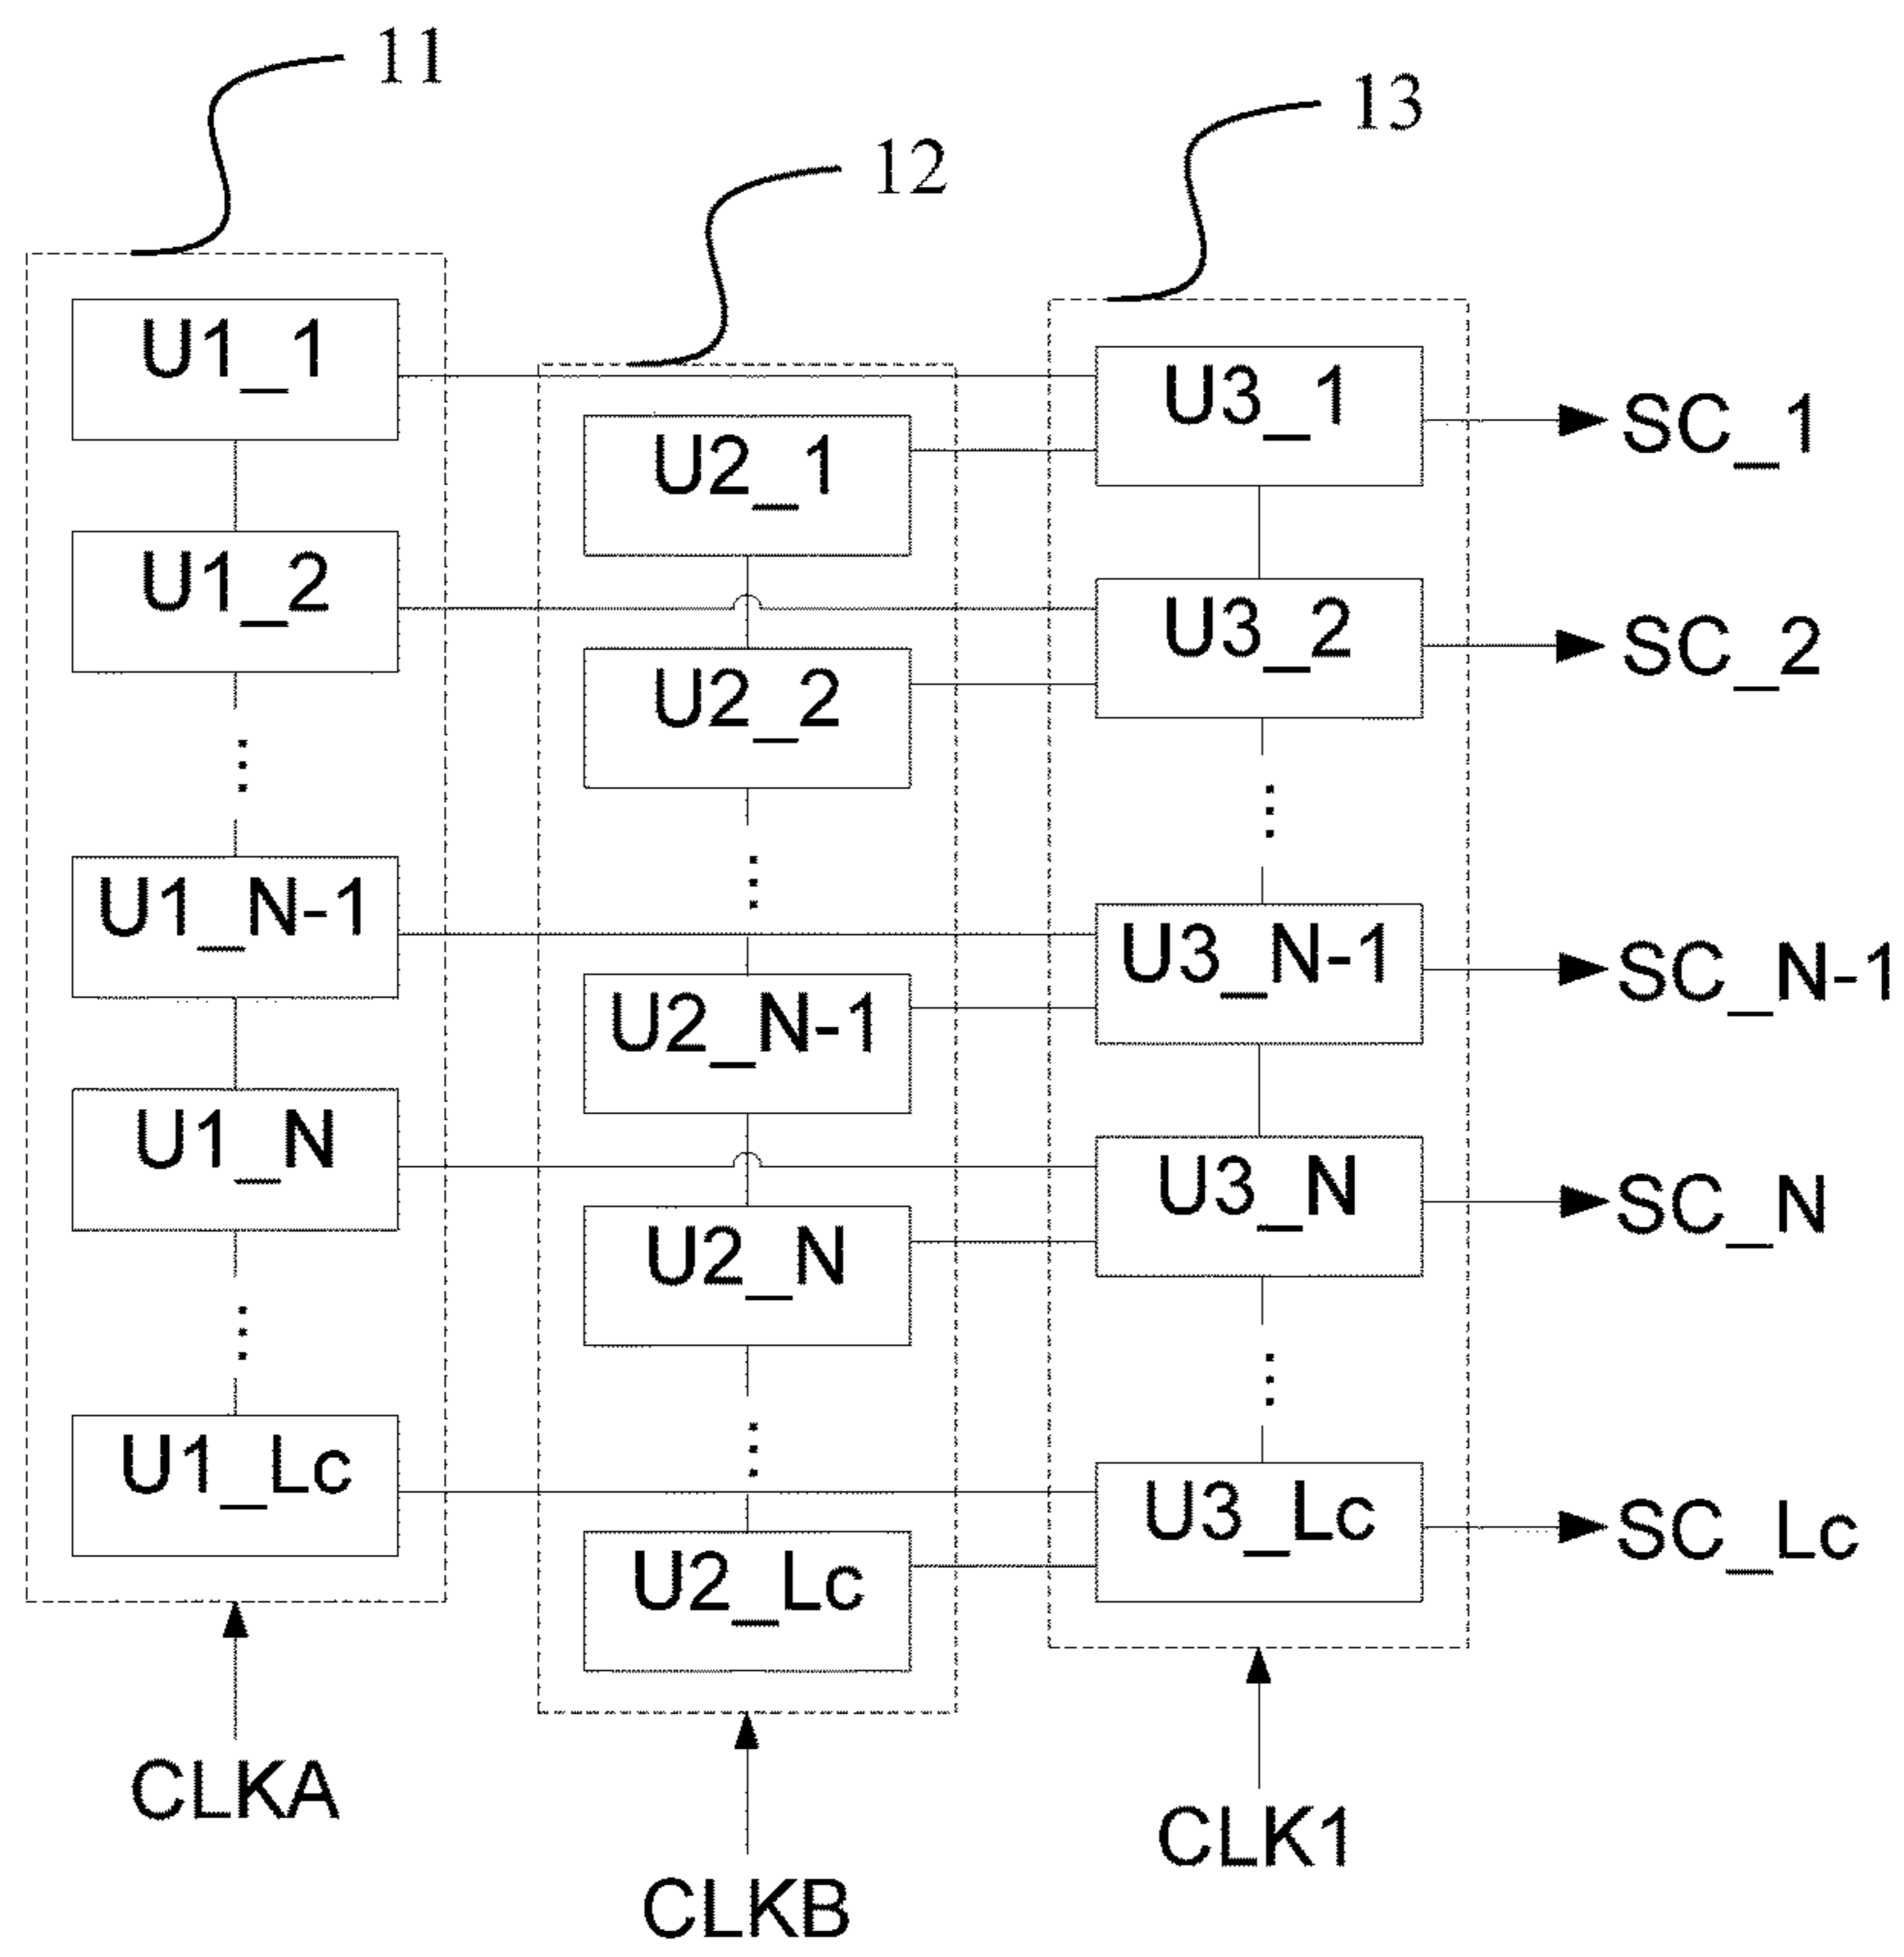 11
12
13
U1_1
U2_1
U3_1
SC_1
U1_2
U2_2
U3_2
SC_2
U1_N-1
U2_N-1
U3_N-1
SC_N-1
U1_N
U2_N
U3_N
SC_N
U1_Lc
U2_Lc
U3_Lc
SC_Lc
CLKA
CLKB
CLK1